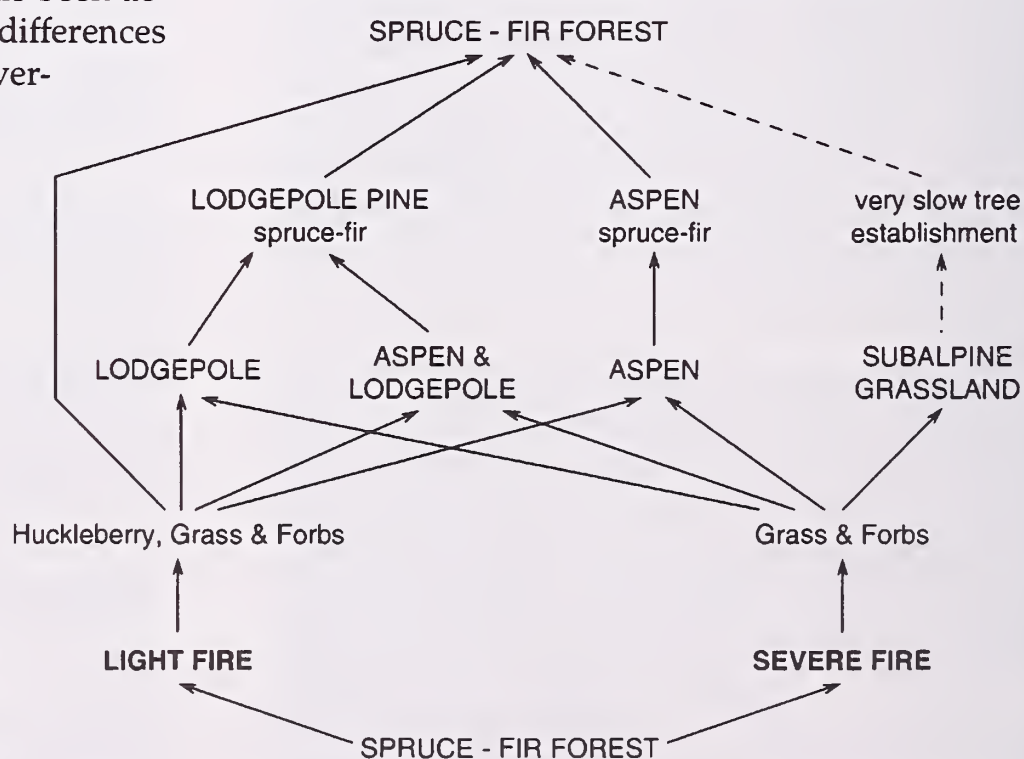 differences
ver-
SPRUCE - FIR FOREST
LODGEPOLE PINE
spruce-fir
ASPEN
spruce-fir
very slow tree
establishment
LODGEPOLE
ASPEN &
LODGEPOLE
ASPEN
SUBALPINE
GRASSLAND
Huckleberry, Grass & Forbs
Grass & Forbs
LIGHT FIRE
SEVERE FIRE
SPRUCE - FIR FOREST